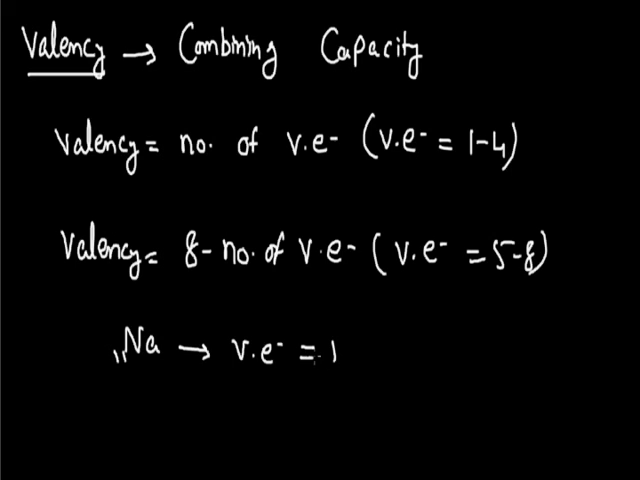 Valency → Combining Capacity
Valency = no. of v.e⁻ (v.e⁻ = 1-4)
Valency = 8- no. of v.e⁻ (v.e⁻ = 5-8)
₁₁Na → v.e⁻ = 1